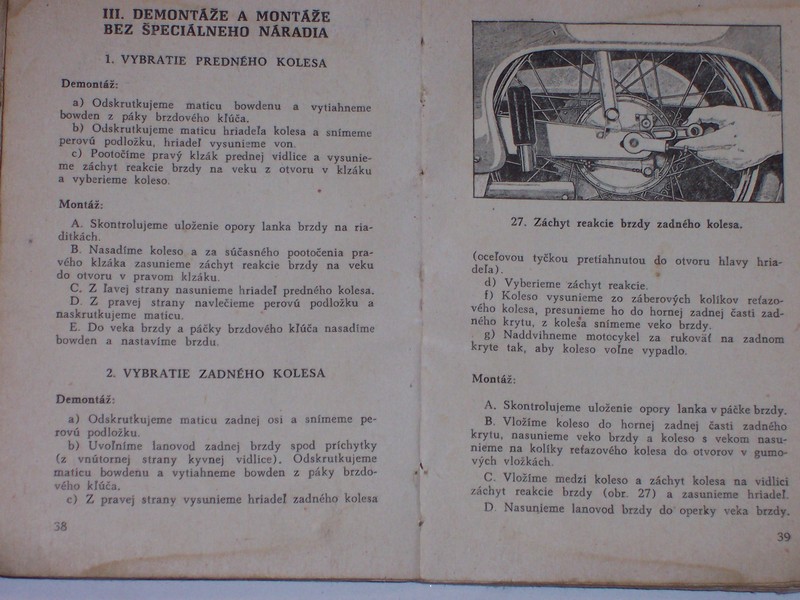 III. DEMONTÁŽE A MONTÁŽE
BEZ ŠPECIÁLNEHO NÁRADIA
1. VYBRATIE PREDNÉHO KOLESA
Demontáž:
a) Odskrutkujeme maticu bowdenu a vytiahneme
bowden z páky brzdového kľúča.
b) Odskrutkujeme maticu hriadeľa kolesa a snímeme
perovú podložku, hriadeľ vysunieme von.
c) Pootočíme pravý klzák prednej vidlice a vysunie-
me záchyt reakcie brzdy na veku z otvoru v klzáku
a vyberieme koleso.
Montáž:
A. Skontrolujeme uloženie opory lanka brzdy na ria-
ditkách.
B. Nasadíme koleso a za súčasného pootočenia pra-
vého klzáka zasunieme záchyt reakcie brzdy na veku
do otvoru v pravom klzáku.
C. Z ľavej strany nasunieme hriadeľ predného kolesa.
D. Z pravej strany navlečieme perovú podložku a
naskrutkujeme maticu.
E. Do veka brzdy a páčky brzdového kľúča nasadíme
bowden a nastavíme brzdu.
2. VYBRATIE ZADNÉHO KOLESA
Demontáž:
a) Odskrutkujeme maticu zadnej osi a snímeme pe-
rovú podložku.
b) Uvoľníme lanovod zadnej brzdy spod príchytky
(z vnútornej strany kyvnej vidlice). Odskrutkujeme
maticu bowdenu a vytiahneme bowden z páky brzdo-
vého kľúča.
c) Z pravej strany vysunieme hriadeľ zadného kolesa
38
27. Záchyt reakcie brzdy zadného kolesa.
(oceľovou tyčkou pretiahnutou do otvoru hlavy hria-
deľa).
d) Vyberieme záchyt reakcie.
f) Koleso vysunieme zo záberových kolíkov reťazo-
vého kolesa, presunieme ho do hornej zadnej časti zad-
ného krytu, z kolesa snímeme veko brzdy.
g) Naddvihneme motocykel za rukoväť na zadnom
kryte tak, aby koleso voľne vypadlo.
Montáž:
A. Skontrolujeme uloženie opory lanka v páčke brzdy.
B. Vložíme koleso do hornej zadnej časti zadného
krytu, nasunieme veko brzdy a koleso s vekom nasu-
nieme na kolíky reťazového kolesa do otvorov v gumo-
vých vložkách.
C. Vložíme medzi koleso a záchyt kolesa na vidlici
záchyt reakcie brzdy (obr. 27) a zasunieme hriadeľ.
D. Nasunieme lanovod brzdy do operky veka brzdy.
39